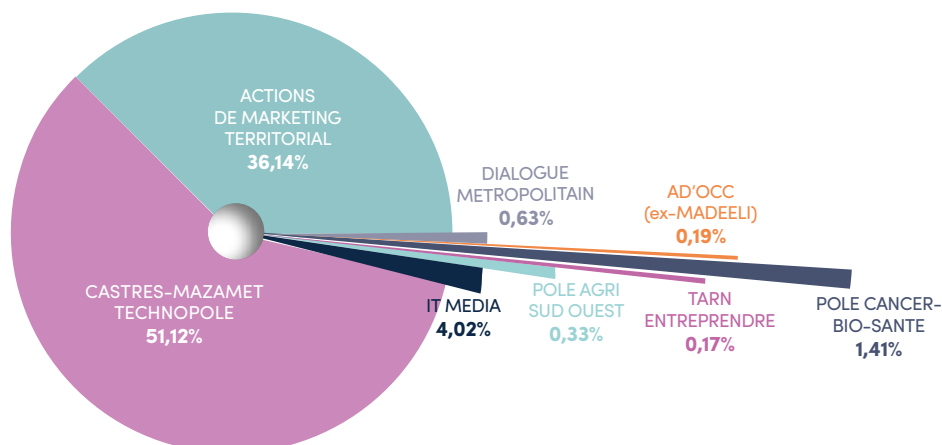 ACTIONS
DE MARKETING
TERRITORIAL
36,14%
DIALOGUE
METROPOLITAIN
0,63%
AD'OCC
(ex-MADEELI)
0,19%
CASTRES-MAZAMET
TECHNOPOLE
51,12%
IT MEDIA
4,02%
POLE AGRI
SUD OUEST
0,33%
TARN
ENTREPRENDRE
0,17%
POLE CANCER-
BIO-SANTE
1,41%